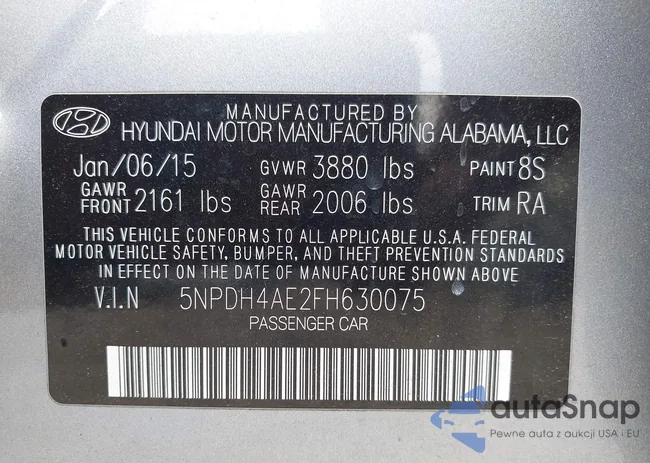 MANUFACTURED BY
HYUNDAI MOTOR MANUFACTURING ALABAMA, LLC
Jan/06/15 GVWR 3880 lbs PAINT 8S
GAWR FRONT 2161 lbs GAWR REAR 2006 lbs TRIM RA
THIS VEHICLE CONFORMS TO ALL APPLICABLE U.S.A. FEDERAL
MOTOR VEHICLE SAFETY, BUMPER, AND THEFT PREVENTION STANDARDS
IN EFFECT ON THE DATE OF MANUFACTURE SHOWN ABOVE.
V.I.N 5NPDH4AE2FH630075
PASSENGER CAR
autoSnap
Pewne auta z aukcji USA i EU